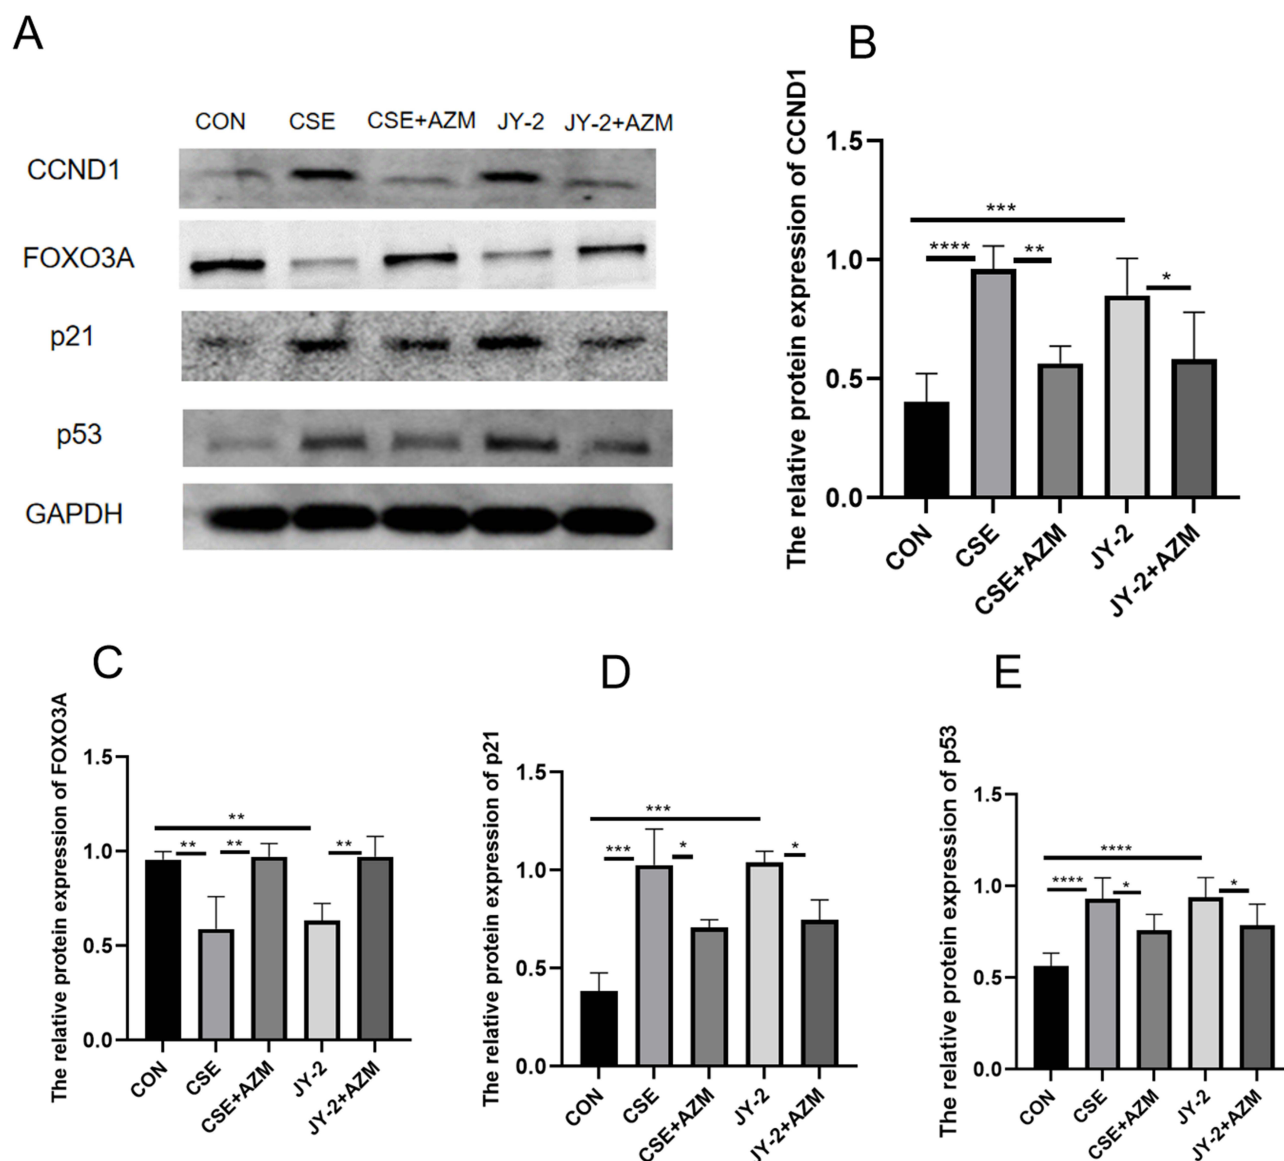 A
CON CSE CSE+AZM JY-2 JY-2+AZM
CCND1
FOXO3A
p21
p53
GAPDH
B
The relative protein expression of CCND1
1.5
1.0
0.5
0.0
***
**** **
*
CON CSE CSE+AZM JY-2 JY-2+AZM
C
The relative protein expression of FOXO3A
1.5
1.0
0.5
0.0
**
** ** **
CON CSE CSE+AZM JY-2 JY-2+AZM
D
The relative protein expression of p21
1.5
1.0
0.5
0.0
***
*** * *
CON CSE CSE+AZM JY-2 JY-2+AZM
E
The relative protein expression of p53
1.5
1.0
0.5
0.0
****
**** * *
CON CSE CSE+AZM JY-2 JY-2+AZM